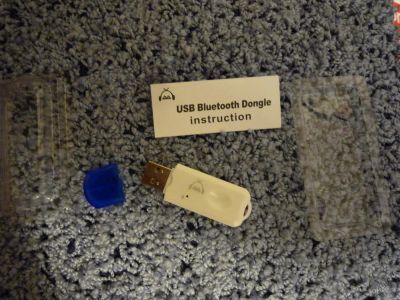 USB Bluetooth Dongle
instruction